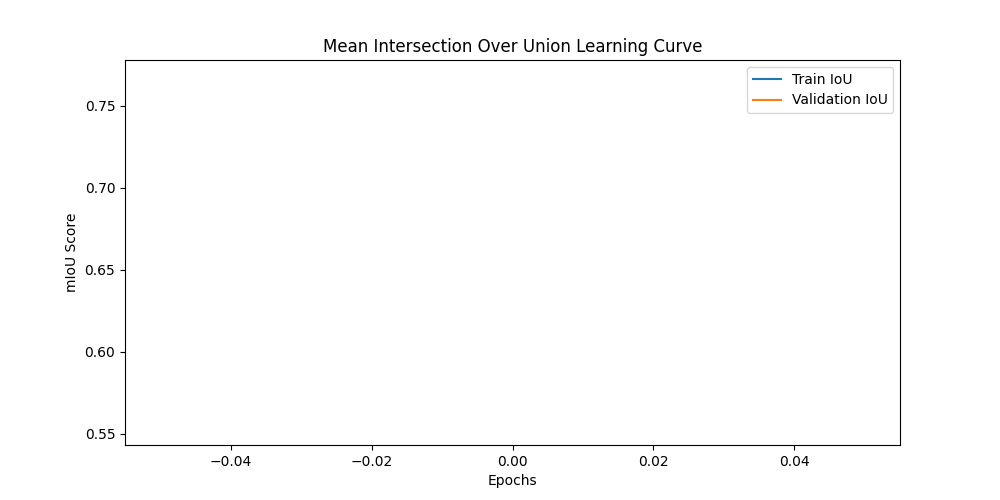 Mean Intersection Over Union Learning Curve
Train IoU
Validation IoU
0.75
0.70
0.65
0.60
0.55
mIoU Score
−0.04 −0.02 0.00 0.02 0.04
Epochs